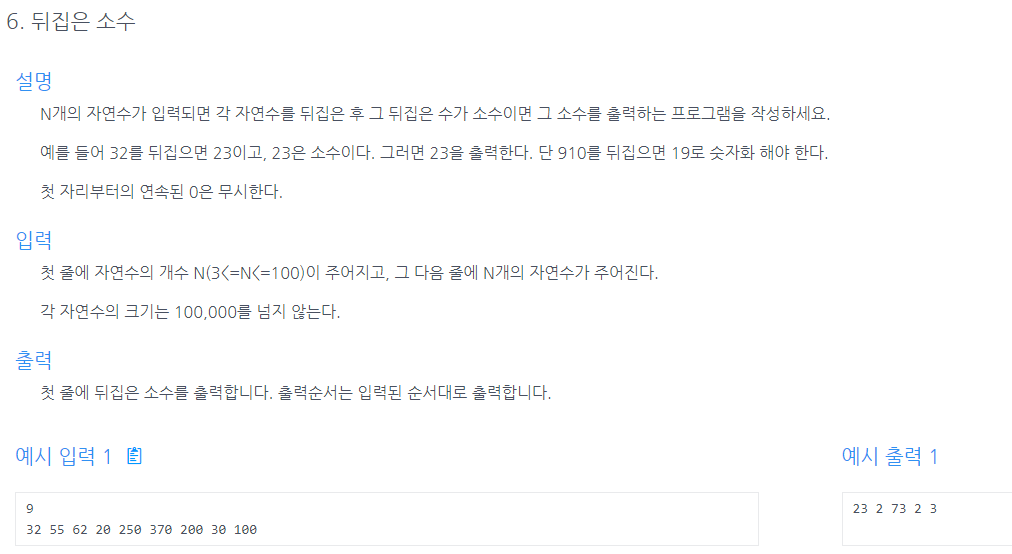 6. 뒤집은 소수
설명
N개의 자연수가 입력되면 각 자연수를 뒤집은 후 그 뒤집은 수가 소수이면 그 소수를 출력하는 프로그램을 작성하세요.
예를 들어 32를 뒤집으면 23이고, 23은 소수이다. 그러면 23을 출력한다. 단 910를 뒤집으면 19로 숫자화 해야 한다.
첫 자리부터의 연속된 0은 무시한다.
입력
첫 줄에 자연수의 개수 N(3<=N<=100)이 주어지고, 그 다음 줄에 N개의 자연수가 주어진다.
각 자연수의 크기는 100,000를 넘지 않는다.
출력
첫 줄에 뒤집은 소수를 출력합니다. 출력순서는 입력된 순서대로 출력합니다.
예시 입력 1
9
32 55 62 20 250 370 200 30 100
예시 출력 1
23 2 73 2 3